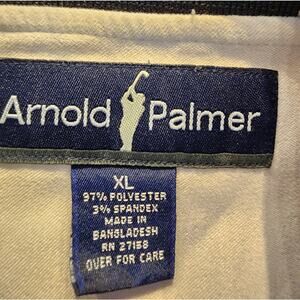 Arnold Palmer
XL
97% POLYESTER
3% SPANDEX
MADE IN
BANGLADESH
RN 27158
OVER FOR CARE